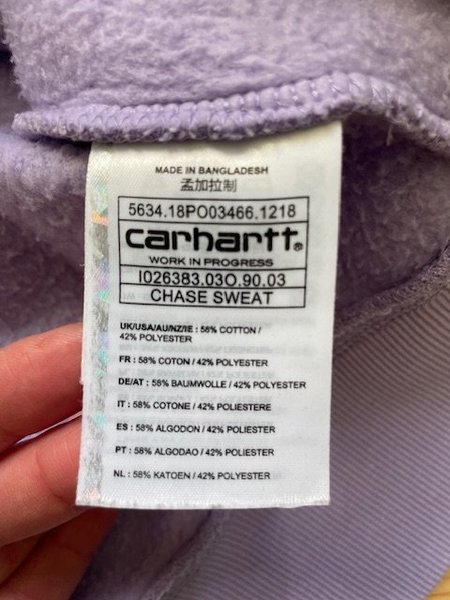 MADE IN BANGLADESH
孟加拉制
5634.18PO03466.1218
carhartt®
WORK IN PROGRESS
I026383.03O.90.03
CHASE SWEAT
UK/USA/AU/NZ/IE : 58% COTTON /
42% POLYESTER
FR : 58% COTON / 42% POLYESTER
DE/AT : 58% BAUMWOLLE / 42% POLYESTER
IT : 58% COTONE / 42% POLIESTERE
ES : 58% ALGODON / 42% POLIESTER
PT : 58% ALGODAO / 42% POLIESTER
NL : 58% KATOEN / 42% POLYESTER